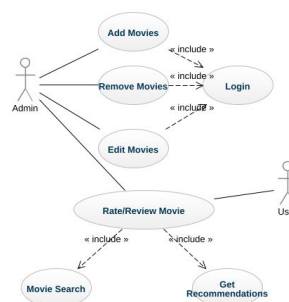 Add Movies
« include »
Remove Movies
« include »
Login
Admin
« include »
Edit Movies
Rate/Review Movie
Us
« include »
« include »
Movie Search
Get
Recommendations